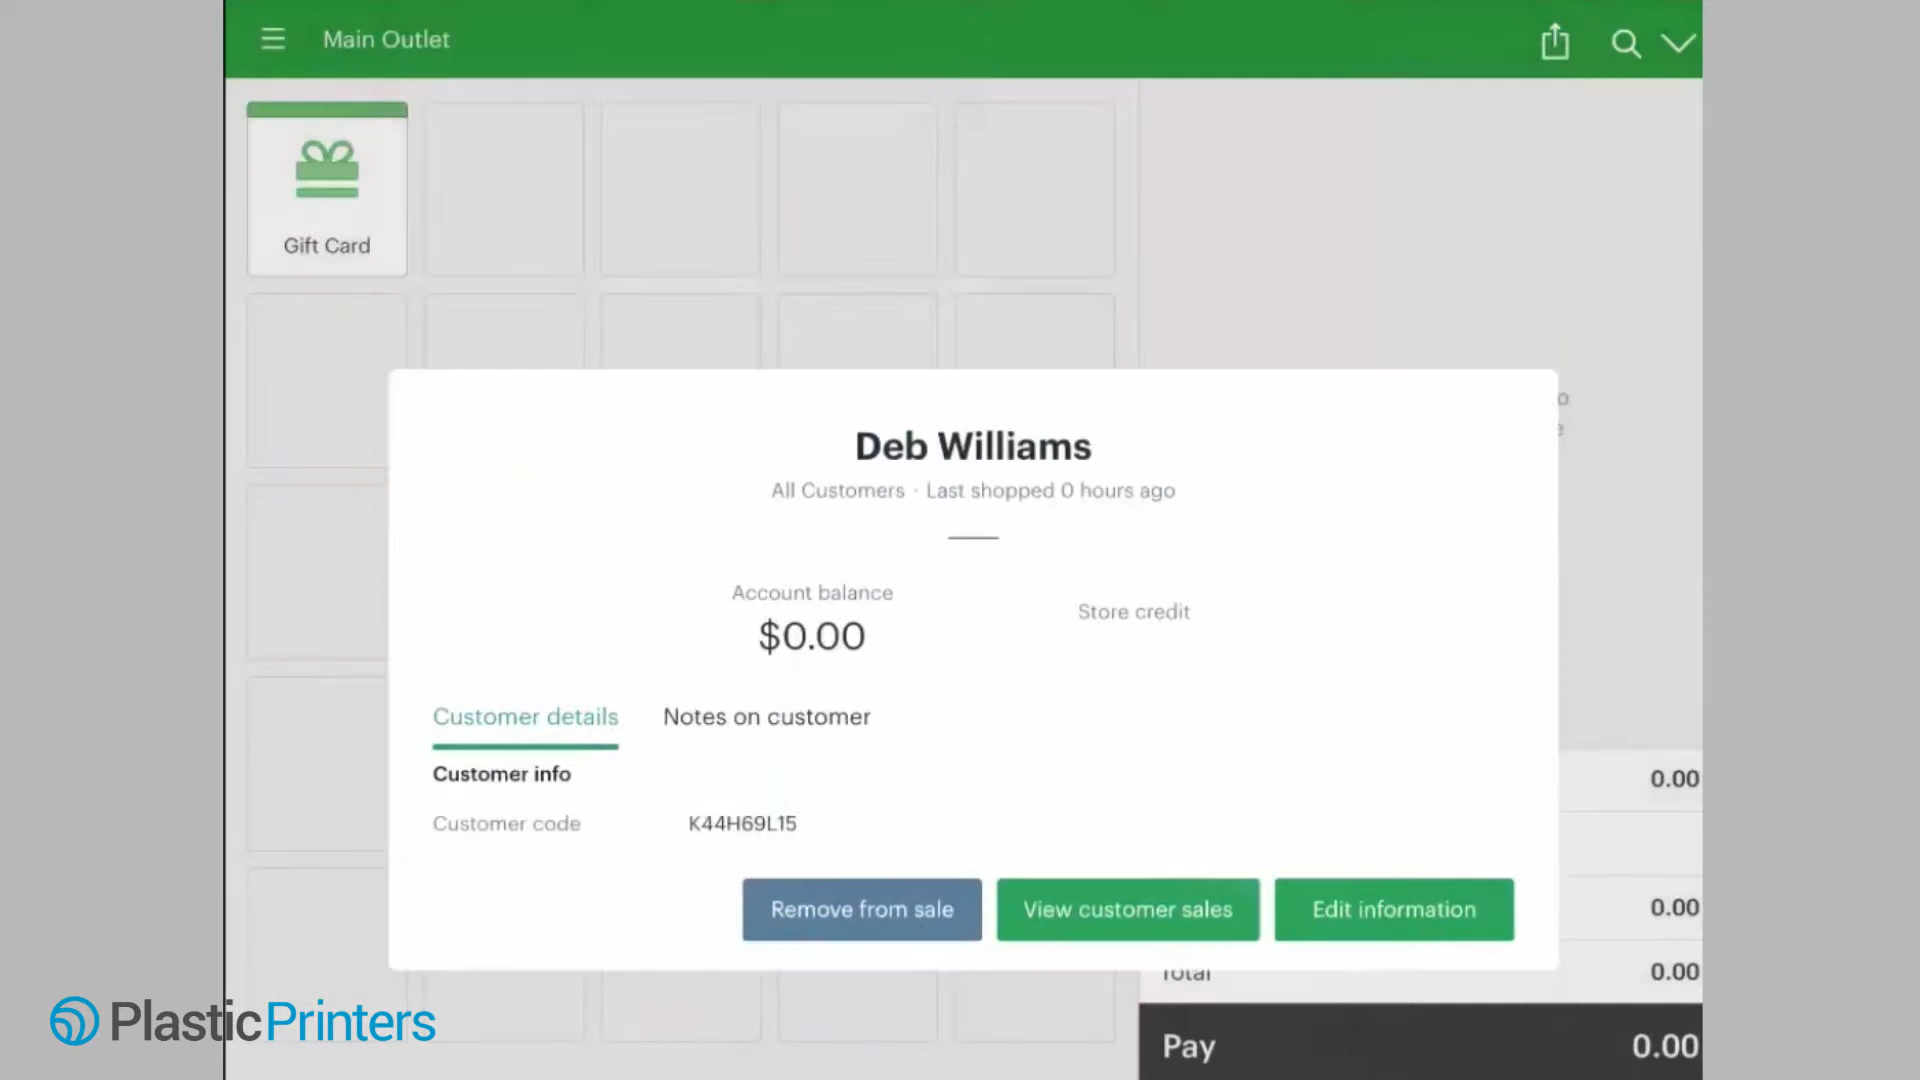 Main Outlet
Gift Card
Deb Williams
All Customers · Last shopped 0 hours ago
Account balance
$0.00
Store credit
Customer details
Notes on customer
Customer info
Customer code
K44H69L15
Remove from sale
View customer sales
Edit information
0.00
0.00
Total
0.00
Pay
0.00
PlasticPrinters